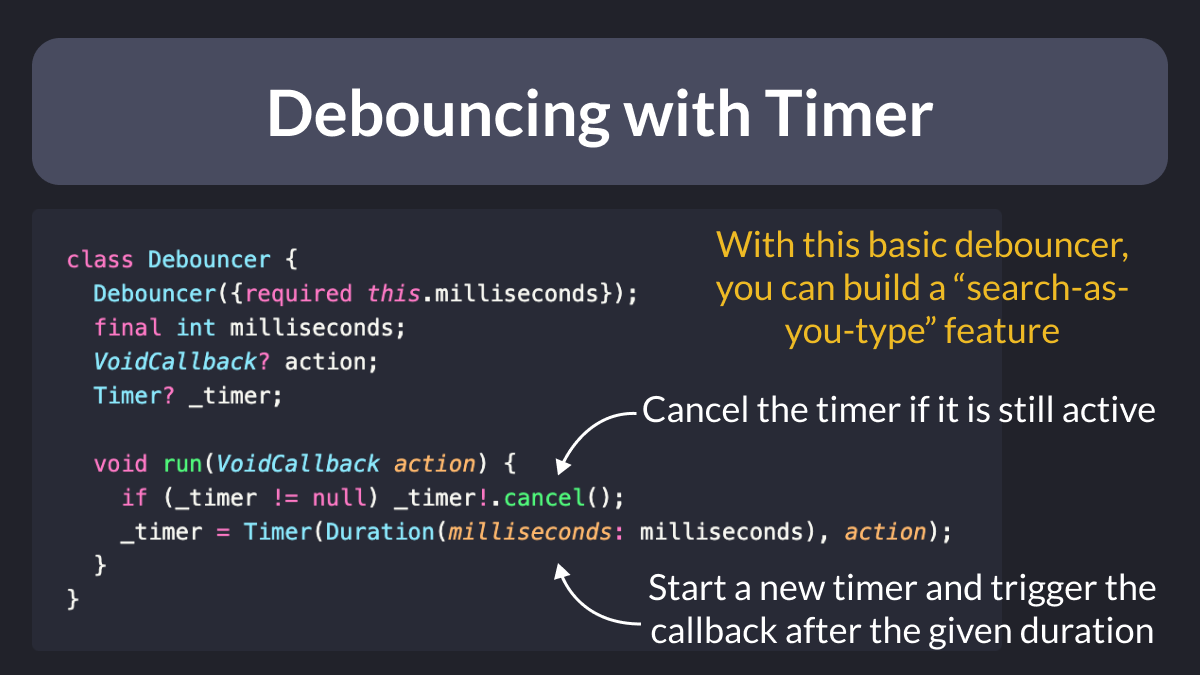 Debouncing with Timer
With this basic debouncer,
you can build a “search-as-
you-type” feature
class Debouncer {
  Debouncer({required this.milliseconds});
  final int milliseconds;
  VoidCallback? action;
  Timer? _timer;
Cancel the timer if it is still active
  void run(VoidCallback action) {
    if (_timer != null) _timer!.cancel();
    _timer = Timer(Duration(milliseconds: milliseconds), action);
  }
}
Start a new timer and trigger the
callback after the given duration